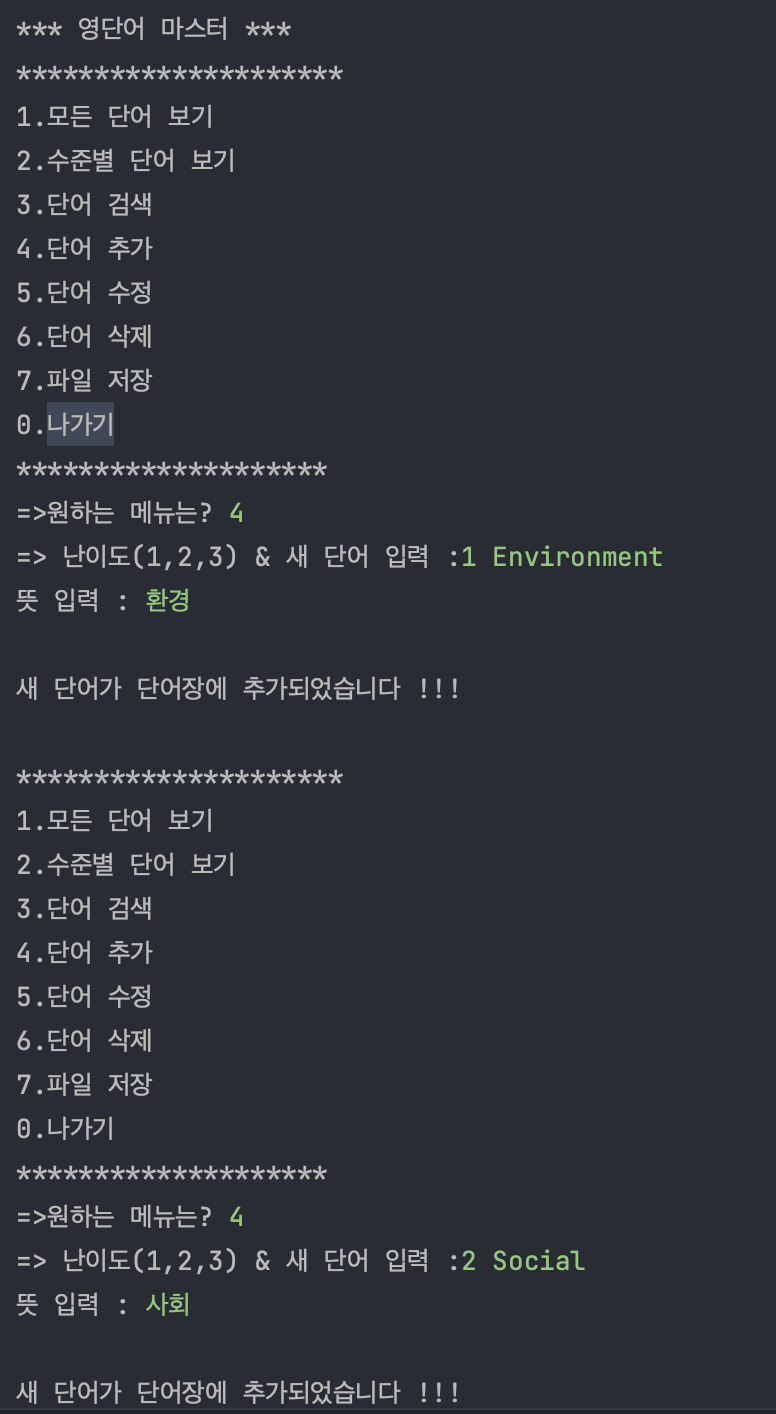 *** 영단어 마스터 ***
*********************
1.모든 단어 보기
2.수준별 단어 보기
3.단어 검색
4.단어 추가
5.단어 수정
6.단어 삭제
7.파일 저장
0.나가기
********************
=>원하는 메뉴는? 4
=> 난이도(1,2,3) & 새 단어 입력 :1 Environment
뜻 입력 : 환경
새 단어가 단어장에 추가되었습니다 !!!
*********************
1.모든 단어 보기
2.수준별 단어 보기
3.단어 검색
4.단어 추가
5.단어 수정
6.단어 삭제
7.파일 저장
0.나가기
********************
=>원하는 메뉴는? 4
=> 난이도(1,2,3) & 새 단어 입력 :2 Social
뜻 입력 : 사회
새 단어가 단어장에 추가되었습니다 !!!